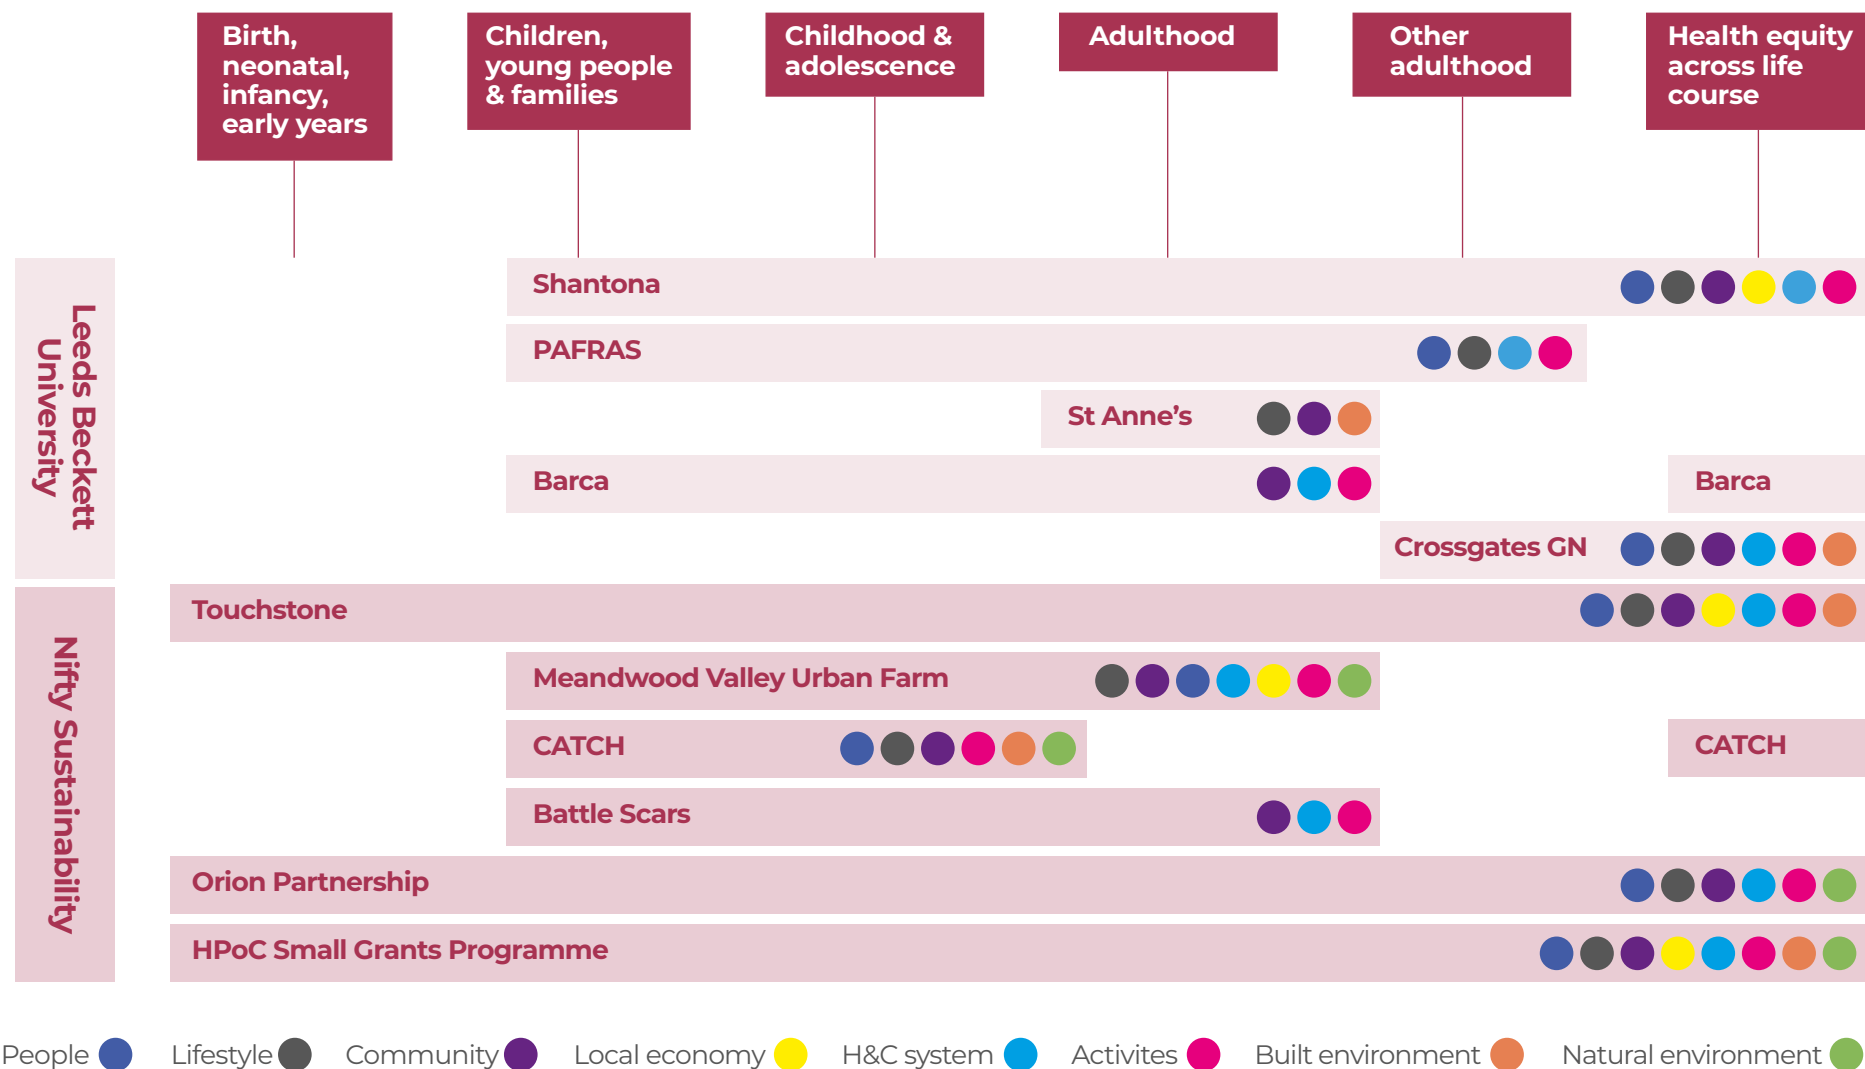 Birth,
neonatal,
infancy,
early years
Children,
young people
& families
Childhood &
adolescence
Adulthood
Other
adulthood
Health equity
across life
course
Leeds Beckett
University
Shantona
PAFRAS
St Anne’s
Barca
Barca
Crossgates GN
Nifty Sustainability
Touchstone
Meandwood Valley Urban Farm
CATCH
CATCH
Battle Scars
Orion Partnership
HPoC Small Grants Programme
People
Lifestyle
Community
Local economy
H&C system
Activites
Built environment
Natural environment